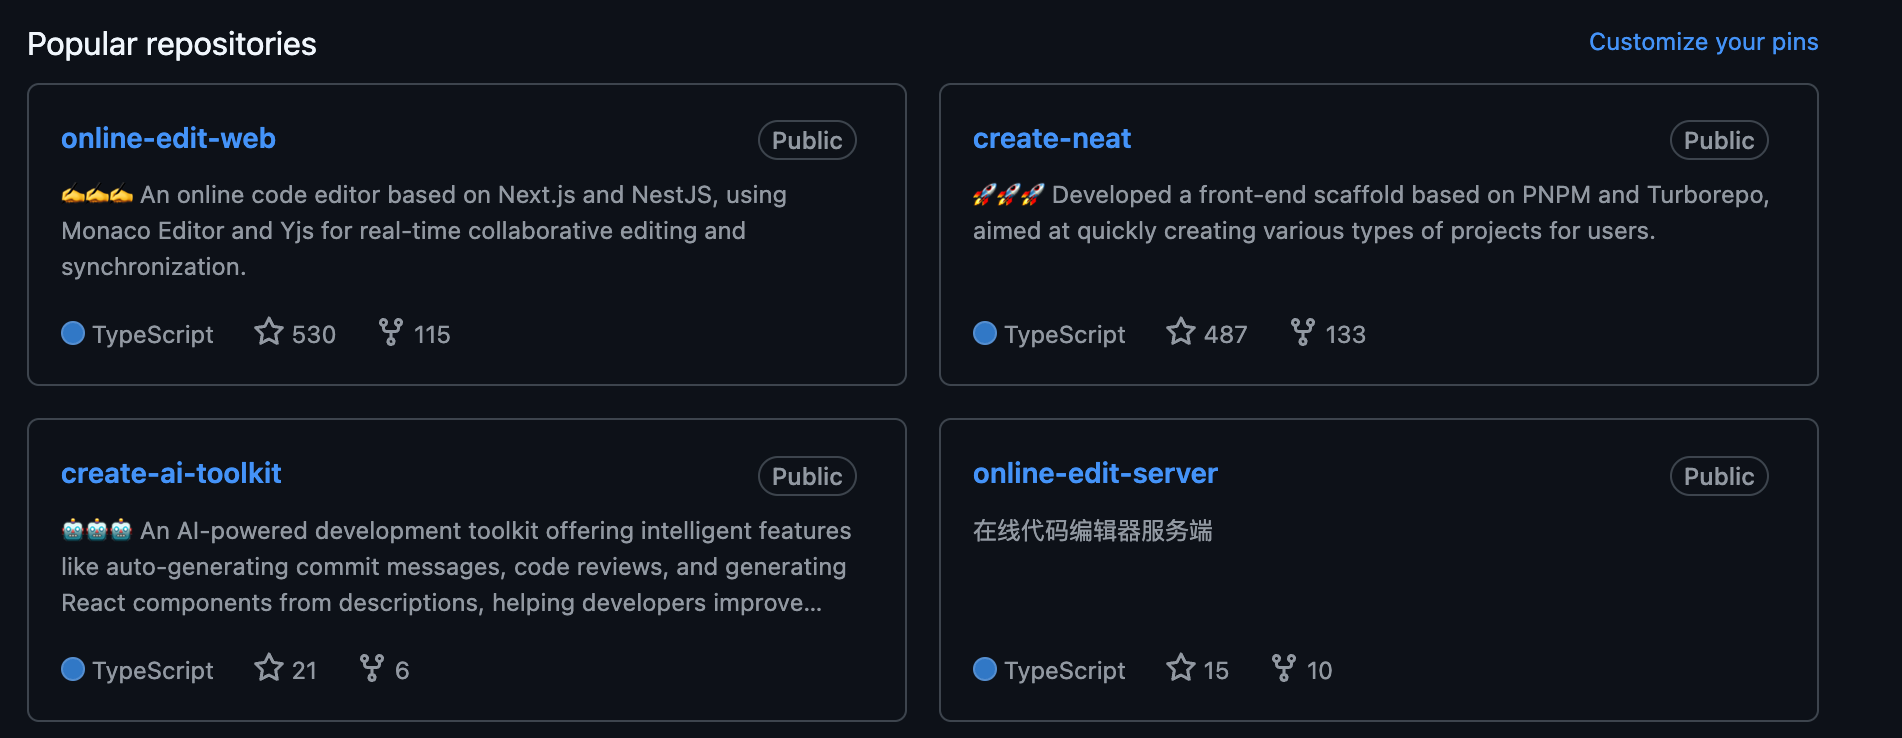 Popular repositories
Customize your pins
online-edit-web
Public
✍️✍️✍️ An online code editor based on Next.js and NestJS, using
Monaco Editor and Yjs for real-time collaborative editing and
synchronization.
TypeScript 530 115
create-neat
Public
🚀🚀🚀 Developed a front-end scaffold based on PNPM and Turborepo,
aimed at quickly creating various types of projects for users.
TypeScript 487 133
create-ai-toolkit
Public
🤖🤖🤖 An AI-powered development toolkit offering intelligent features
like auto-generating commit messages, code reviews, and generating
React components from descriptions, helping developers improve...
TypeScript 21 6
online-edit-server
Public
在线代码编辑器服务端
TypeScript 15 10